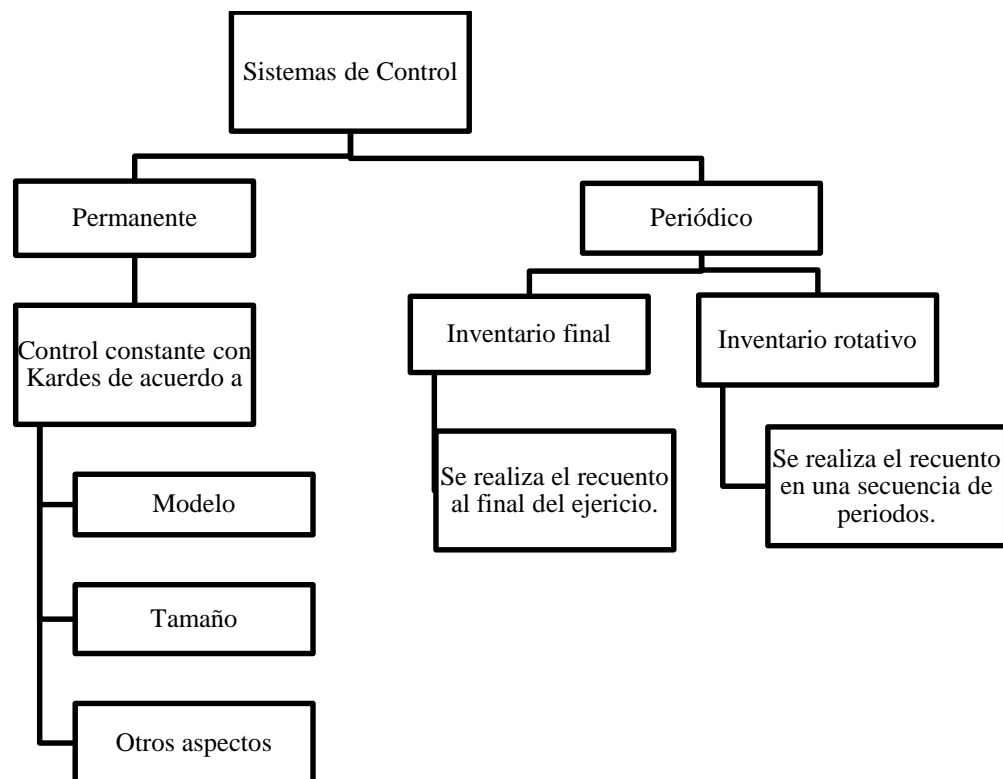 Sistemas de Control
Permanente
Periódico
Control constante con
Kardes de acuerdo a
Modelo
Tamaño
Otros aspectos
Inventario final
Se realiza el recuento
al final del ejericio.
Inventario rotativo
Se realiza el recuento
en una secuencia de
periodos.